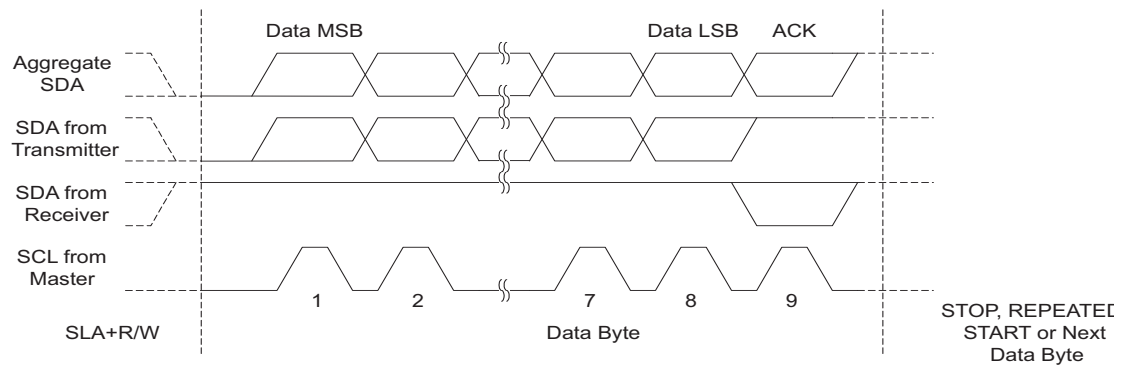 Data MSB
Data LSB
ACK
Aggregate
SDA
SDA from
Transmitter
SDA from
Receiver
SCL from
Master
1
2
7
8
9
SLA+R/W
Data Byte
STOP, REPEATED
START or Next
Data Byte